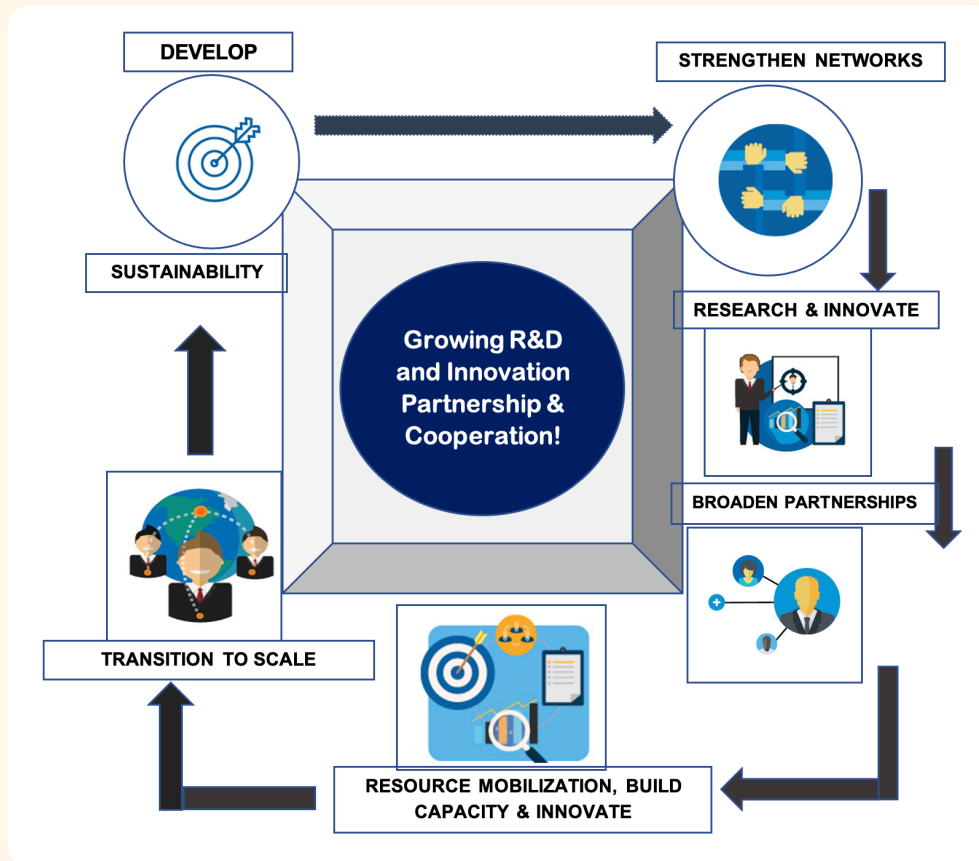 DEVELOP
STRENGTHEN NETWORKS
SUSTAINABILITY
RESEARCH & INNOVATE
Growing R&D
and Innovation
Partnership &
Cooperation!
BROADEN PARTNERSHIPS
TRANSITION TO SCALE
RESOURCE MOBILIZATION, BUILD
CAPACITY & INNOVATE